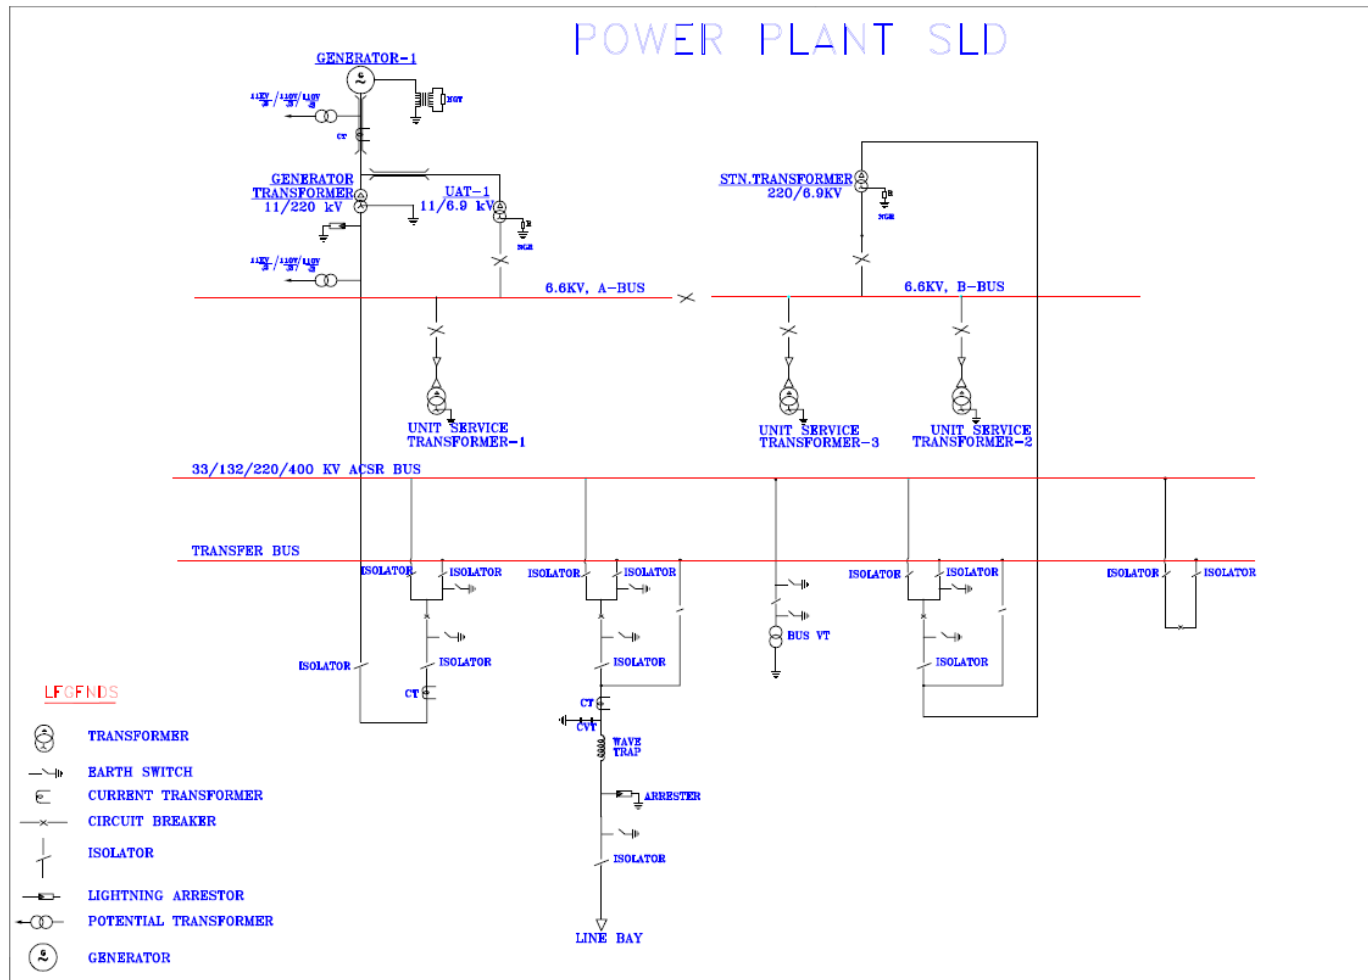 POWER PLANT SLD
GENERATOR-1
G
NGT
CT
GENERATOR
TRANSFORMER
11/220 kV
UAT-1
11/6.9 kV
R
NGR
STN.TRANSFORMER
220/6.9KV
R
NGR
6.6KV, A-BUS
6.6KV, B-BUS
UNIT SERVICE
TRANSFORMER-1
UNIT SERVICE
TRANSFORMER-3
UNIT SERVICE
TRANSFORMER-2
33/132/220/400 KV ACSR BUS
TRANSFER BUS
ISOLATOR
ISOLATOR
ISOLATOR
ISOLATOR
ISOLATOR
ISOLATOR
ISOLATOR
ISOLATOR
BUS VT
ISOLATOR
ISOLATOR
ISOLATOR
ISOLATOR
CT
CT
CVT
WAVE
TRAP
ARRESTER
ISOLATOR
LINE BAY
LEGENDS
TRANSFORMER
EARTH SWITCH
CURRENT TRANSFORMER
CIRCUIT BREAKER
ISOLATOR
LIGHTNING ARRESTOR
POTENTIAL TRANSFORMER
G
GENERATOR